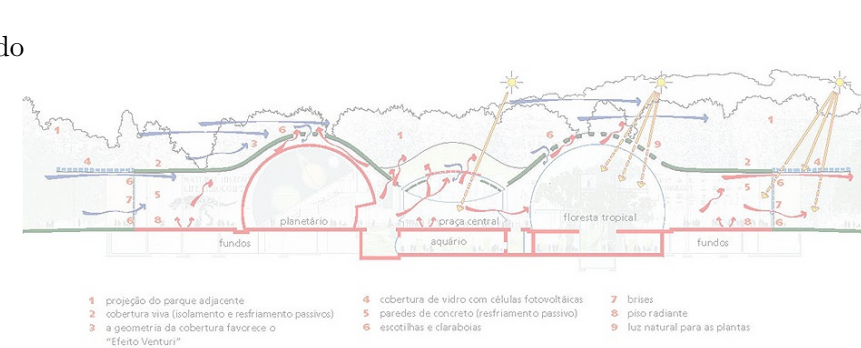 do
1
1
1
6
3
6
4
2
9
2
4
6
5
7
8
6
5
7
8
6
planetário
praça central
floresta tropical
fundos
aquário
fundos
1 projeção do parque adjacente
2 cobertura viva (isolamento e resfriamento passivos)
3 a geometria da cobertura favorece o
“Efeito Venturi”
4 cobertura de vidro com células fotovoltáicas
5 paredes de concreto (resfriamento passivo)
6 escotilhas e claraboias
7 brises
8 piso radiante
9 luz natural para as plantas